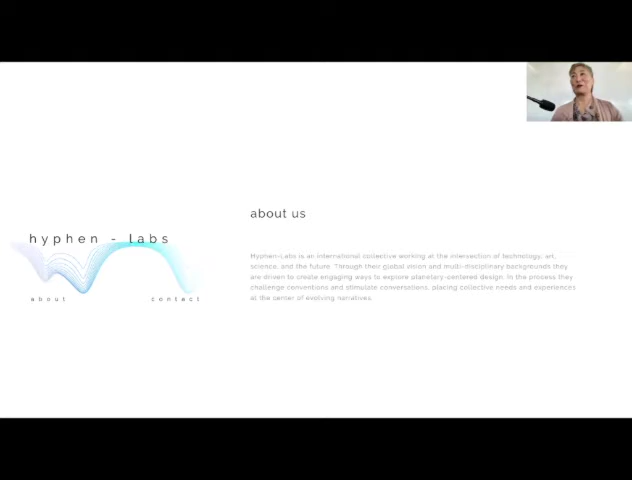 about us
hyphen - labs
Hyphen-Labs is an international collective working at the intersection of technology, art,
science, and the future. Through their global vision and multi-disciplinary backgrounds they
are driven to create engaging ways to explore planetary-centered design. In the process they
challenge conventions and stimulate conversations, placing collective needs and experiences
at the center of evolving narratives.
about contact